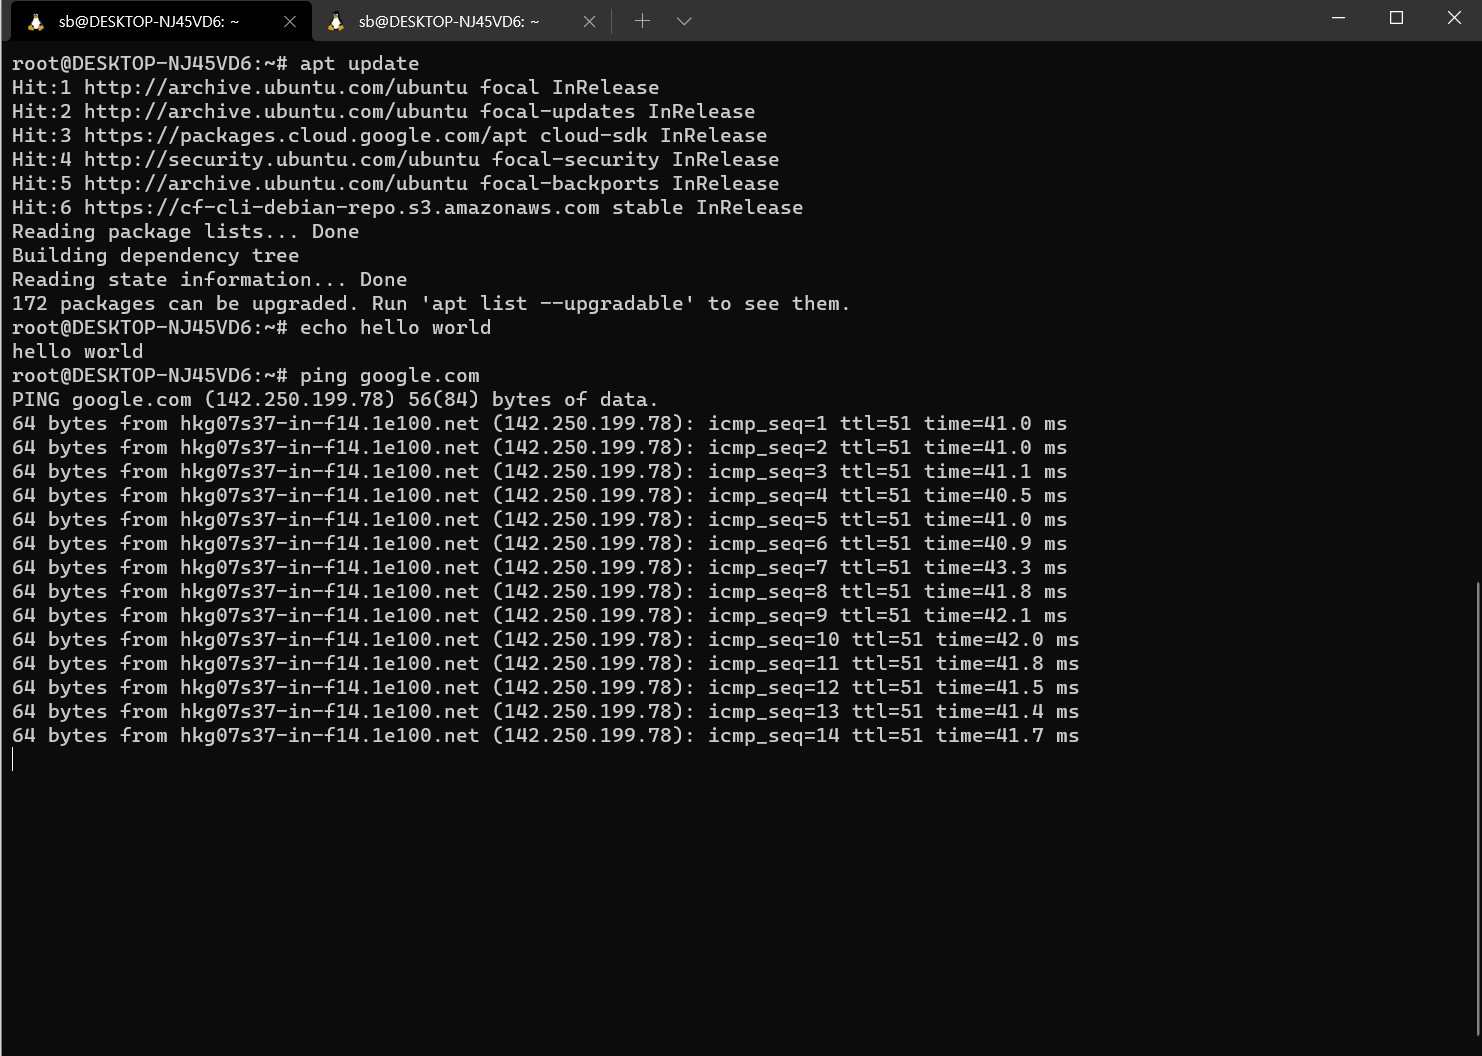 sb@DESKTOP-NJ45VD6: ~
sb@DESKTOP-NJ45VD6: ~
root@DESKTOP-NJ45VD6:~# apt update
Hit:1 http://archive.ubuntu.com/ubuntu focal InRelease
Hit:2 http://archive.ubuntu.com/ubuntu focal-updates InRelease
Hit:3 https://packages.cloud.google.com/apt cloud-sdk InRelease
Hit:4 http://security.ubuntu.com/ubuntu focal-security InRelease
Hit:5 http://archive.ubuntu.com/ubuntu focal-backports InRelease
Hit:6 https://cf-cli-debian-repo.s3.amazonaws.com stable InRelease
Reading package lists... Done
Building dependency tree
Reading state information... Done
172 packages can be upgraded. Run 'apt list --upgradable' to see them.
root@DESKTOP-NJ45VD6:~# echo hello world
hello world
root@DESKTOP-NJ45VD6:~# ping google.com
PING google.com (142.250.199.78) 56(84) bytes of data.
64 bytes from hkg07s37-in-f14.1e100.net (142.250.199.78): icmp_seq=1 ttl=51 time=41.0 ms
64 bytes from hkg07s37-in-f14.1e100.net (142.250.199.78): icmp_seq=2 ttl=51 time=41.0 ms
64 bytes from hkg07s37-in-f14.1e100.net (142.250.199.78): icmp_seq=3 ttl=51 time=41.1 ms
64 bytes from hkg07s37-in-f14.1e100.net (142.250.199.78): icmp_seq=4 ttl=51 time=40.5 ms
64 bytes from hkg07s37-in-f14.1e100.net (142.250.199.78): icmp_seq=5 ttl=51 time=41.0 ms
64 bytes from hkg07s37-in-f14.1e100.net (142.250.199.78): icmp_seq=6 ttl=51 time=40.9 ms
64 bytes from hkg07s37-in-f14.1e100.net (142.250.199.78): icmp_seq=7 ttl=51 time=43.3 ms
64 bytes from hkg07s37-in-f14.1e100.net (142.250.199.78): icmp_seq=8 ttl=51 time=41.8 ms
64 bytes from hkg07s37-in-f14.1e100.net (142.250.199.78): icmp_seq=9 ttl=51 time=42.1 ms
64 bytes from hkg07s37-in-f14.1e100.net (142.250.199.78): icmp_seq=10 ttl=51 time=42.0 ms
64 bytes from hkg07s37-in-f14.1e100.net (142.250.199.78): icmp_seq=11 ttl=51 time=41.8 ms
64 bytes from hkg07s37-in-f14.1e100.net (142.250.199.78): icmp_seq=12 ttl=51 time=41.5 ms
64 bytes from hkg07s37-in-f14.1e100.net (142.250.199.78): icmp_seq=13 ttl=51 time=41.4 ms
64 bytes from hkg07s37-in-f14.1e100.net (142.250.199.78): icmp_seq=14 ttl=51 time=41.7 ms